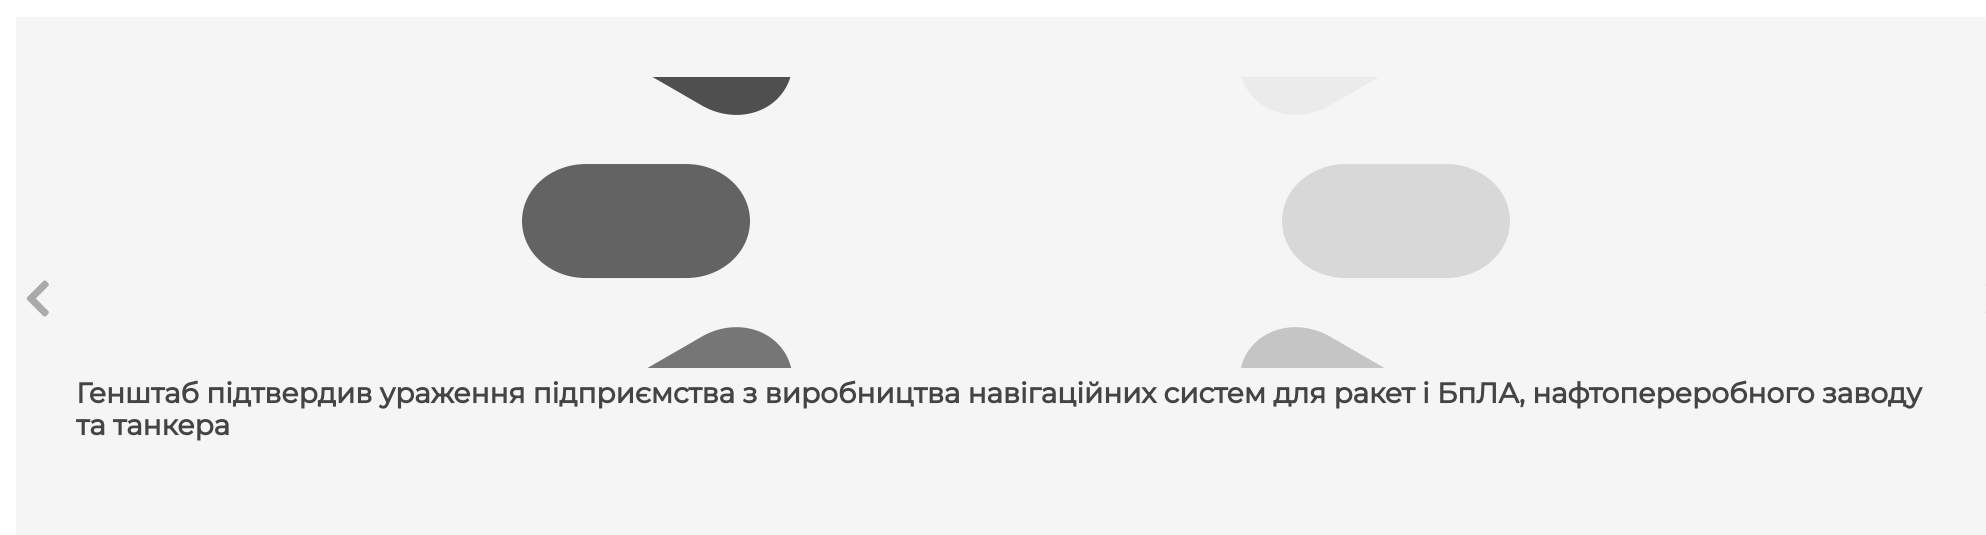 Генштаб підтвердив ураження підприємства з виробництва навігаційних систем для ракет і БпЛА, нафтопереробного заводу
та танкера